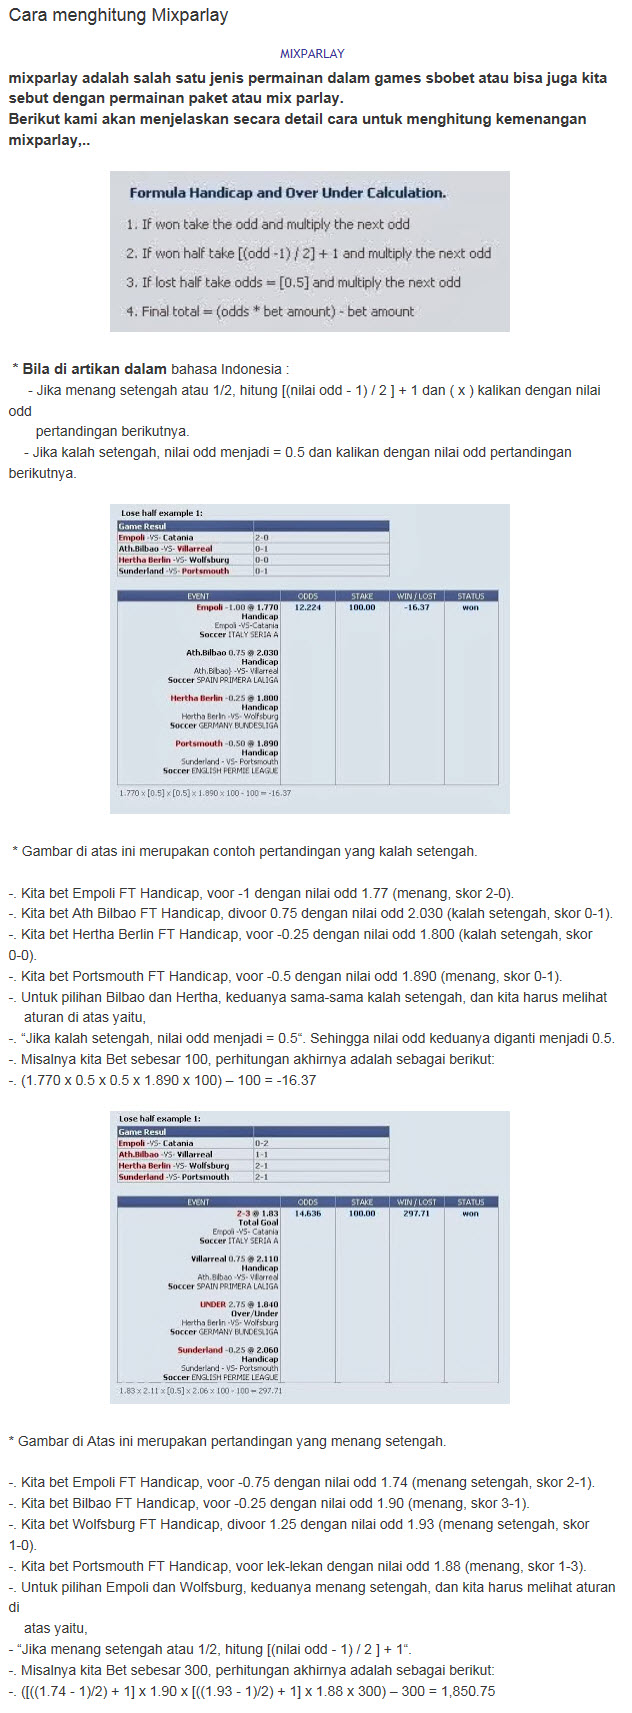 Cara menghitung Mixparlay
MIXPARLAY
mixparlay adalah salah satu jenis permainan dalam games sbobet atau bisa juga kita
sebut dengan permainan paket atau mix parlay.
Berikut kami akan menjelaskan secara detail cara untuk menghitung kemenangan
mixparlay,..
Formula Handicap and Over Under Calculation.
1. If won take the odd and multiply the next odd
2. If won half take [(odd -1) / 2] + 1 and multiply the next odd
3. If lost half take odds = [0.5] and multiply the next odd
4. Final total = (odds * bet amount) - bet amount
* Bila di artikan dalam bahasa Indonesia :
- Jika menang setengah atau 1/2, hitung [(nilai odd - 1) / 2 ] + 1 dan ( x ) kalikan dengan nilai
odd
pertandingan berikutnya.
- Jika kalah setengah, nilai odd menjadi = 0.5 dan kalikan dengan nilai odd pertandingan
berikutnya.
Lose half example 1:
Game Resul
Empoli -VS- Catania 2-0
Ath.Bilbao -VS- Villarreal 0-1
Hertha Berlin -VS- Wolfsburg 0-0
Sunderland -VS- Portsmouth 0-1
EVENT ODDS STAKE WIN / LOST STATUS
Empoli -1.00 @ 1.770 12.224 100.00 -16.37 won
Handicap
Empoli -VS-Catania
Soccer ITALY SERIA A
Ath.Bilbao 0.75 @ 2.030
Handicap
Ath.Bilbao} -VS- Villarreal
Soccer SPAIN PRIMERA LALIGA
Hertha Berlin -0.25 @ 1.800
Handicap
Hertha Berlin -VS- Wolfsburg
Soccer GERMANY BUNDESLIGA
Portsmouth -0.50 @ 1.890
Handicap
Sunderland - VS- Portsmouth
Soccer ENGLISH PERMIE LEAGUE
1.770 x [0.5] x [0.5] x 1.890 x 100 - 100 = -16.37
* Gambar di atas ini merupakan contoh pertandingan yang kalah setengah.
-. Kita bet Empoli FT Handicap, voor -1 dengan nilai odd 1.77 (menang, skor 2-0).
-. Kita bet Ath Bilbao FT Handicap, divoor 0.75 dengan nilai odd 2.030 (kalah setengah, skor 0-1).
-. Kita bet Hertha Berlin FT Handicap, voor -0.25 dengan nilai odd 1.800 (kalah setengah, skor
0-0).
-. Kita bet Portsmouth FT Handicap, voor -0.5 dengan nilai odd 1.890 (menang, skor 0-1).
-. Untuk pilihan Bilbao dan Hertha, keduanya sama-sama kalah setengah, dan kita harus melihat
aturan di atas yaitu,
-. “Jika kalah setengah, nilai odd menjadi = 0.5“. Sehingga nilai odd keduanya diganti menjadi 0.5.
-. Misalnya kita Bet sebesar 100, perhitungan akhirnya adalah sebagai berikut:
-. (1.770 x 0.5 x 0.5 x 1.890 x 100) – 100 = -16.37
Lose half example 1:
Game Resul
Empoli -VS- Catania 0-2
Ath.Bilbao -VS- Villarreal 1-1
Hertha Berlin -VS- Wolfsburg 2-1
Sunderland -VS- Portsmouth 2-1
EVENT ODDS STAKE WIN / LOST STATUS
2-3 @ 1.83 14.636 100.00 297.71 won
Total Goal
Empoli -VS- Catania
Soccer ITALY SERIA A
Villarreal 0.75 @ 2.110
Handicap
Ath.Bilbao -VS- Villarreal
Soccer SPAIN PRIMERA LALIGA
UNDER 2.75 @ 1.840
Over/Under
Hertha Berlin -VS- Wolfsburg
Soccer GERMANY BUNDESLIGA
Sunderland -0.25 @ 2.060
Handicap
Sunderland - VS- Portsmouth
Soccer ENGLISH PERMIE LEAGUE
1.83 x 2.11 x [0.5] x 2.06 x 100 - 100 = 297.71
* Gambar di Atas ini merupakan pertandingan yang menang setengah.
-. Kita bet Empoli FT Handicap, voor -0.75 dengan nilai odd 1.74 (menang setengah, skor 2-1).
-. Kita bet Bilbao FT Handicap, voor -0.25 dengan nilai odd 1.90 (menang, skor 3-1).
-. Kita bet Wolfsburg FT Handicap, divoor 1.25 dengan nilai odd 1.93 (menang setengah, skor
1-0).
-. Kita bet Portsmouth FT Handicap, voor lek-lekan dengan nilai odd 1.88 (menang, skor 1-3).
-. Untuk pilihan Empoli dan Wolfsburg, keduanya menang setengah, dan kita harus melihat aturan
di
atas yaitu,
- “Jika menang setengah atau 1/2, hitung [(nilai odd - 1) / 2 ] + 1“.
-. Misalnya kita Bet sebesar 300, perhitungan akhirnya adalah sebagai berikut:
-. ([((1.74 - 1)/2) + 1] x 1.90 x [((1.93 - 1)/2) + 1] x 1.88 x 300) – 300 = 1,850.75